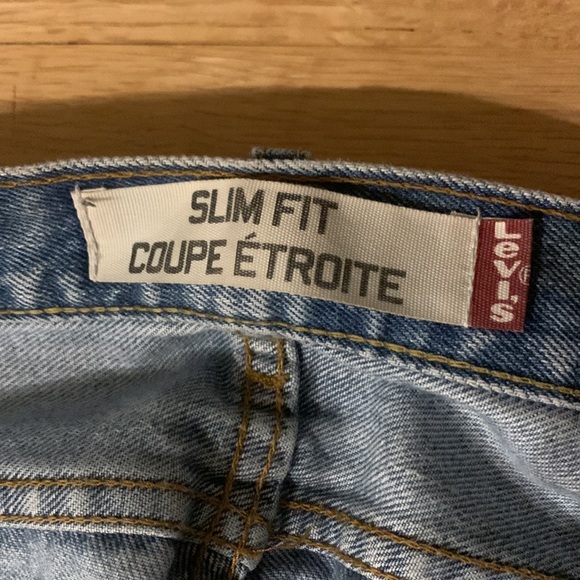 SLIM FIT
COUPE ÉTROITE
LeVI'S®